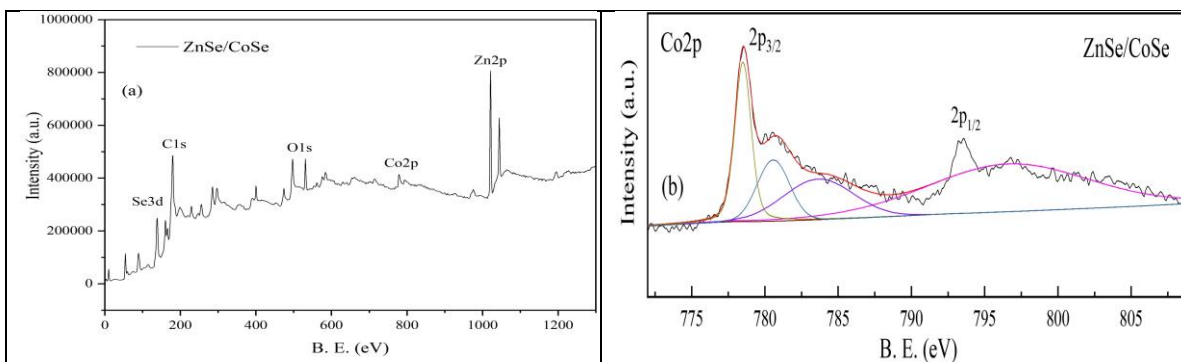 1000000
800000
600000
400000
200000
0
Intensity (a.u.)
ZnSe/CoSe
(a)
Se3d
C1s
O1s
Co2p
Zn2p
0 200 400 600 800 1000 1200
B. E. (eV)
Co2p
2p3/2
ZnSe/CoSe
2p1/2
(b)
Intensity (a.u.)
775 780 785 790 795 800 805
B. E. (eV)